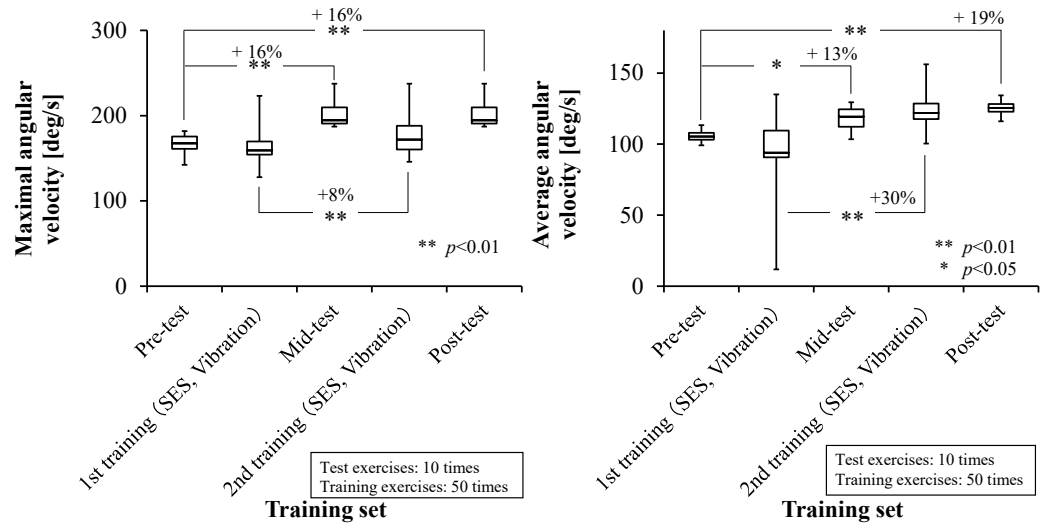 Maximal angular
velocity [deg/s]
300
200
100
0
+ 16%
**
+ 16%
**
+8%
**
** p<0.01
Pre-test
1st training (SES, Vibration)
Mid-test
2nd training (SES, Vibration)
Post-test
Test exercises: 10 times
Training exercises: 50 times
Training set
Average angular
velocity [deg/s]
150
100
50
0
+ 19%
**
* + 13%
+30%
**
** p<0.01
* p<0.05
Pre-test
1st training (SES, Vibration)
Mid-test
2nd training (SES, Vibration)
Post-test
Test exercises: 10 times
Training exercises: 50 times
Training set